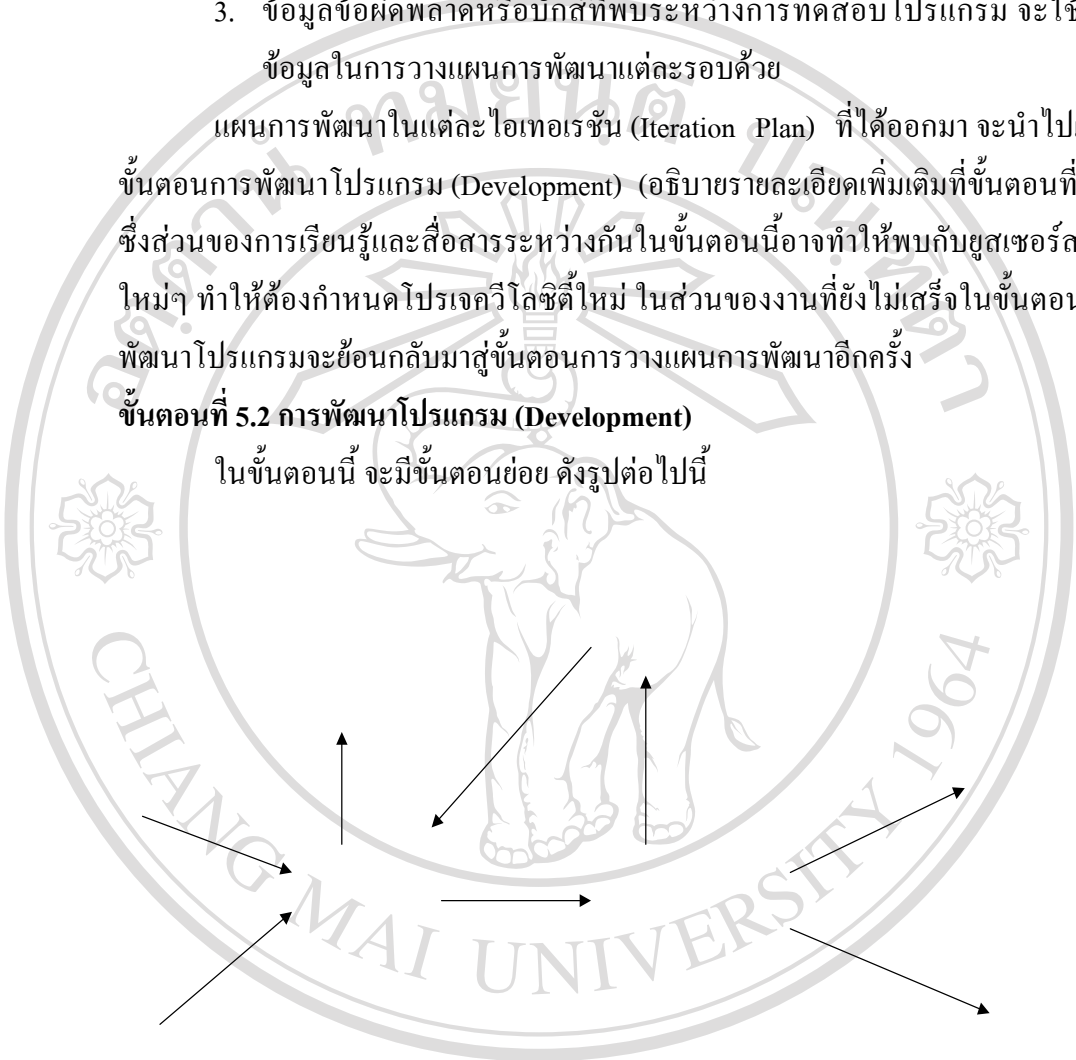 3. ข้อมูลข้อผิดพลาดหรือบักส์ที่พบระหว่างการทดสอบโปรแกรม จะใช้
ข้อมูลในการวางแผนการพัฒนาแต่ละรอบด้วย
แผนการพัฒนาในแต่ละไอเทอเรชัน (Iteration Plan) ที่ได้ออกมา จะนำไป
ขั้นตอนการพัฒนาโปรแกรม (Development) (อธิบายรายละเอียดเพิ่มเติมที่ขั้นตอนที่
ซึ่งส่วนของการเรียนรู้และสื่อสารระหว่างกันในขั้นตอนนี้อาจทำให้พบกับยูสเซอร์ส
ใหม่ๆ ทำให้ต้องกำหนดโปรเจควีโลซิตี้ใหม่ ในส่วนของงานที่ยังไม่เสร็จในขั้นตอน
พัฒนาโปรแกรมจะย้อนกลับมาสู่ขั้นตอนการวางแผนการพัฒนาอีกครั้ง
ขั้นตอนที่ 5.2 การพัฒนาโปรแกรม (Development)
ในขั้นตอนนี้ จะมีขั้นตอนย่อย ดังรูปต่อไปนี้
อตฺตานํ ทมยนฺติ ปณฺฑิตา
CHIANG MAI UNIVERSITY 1964